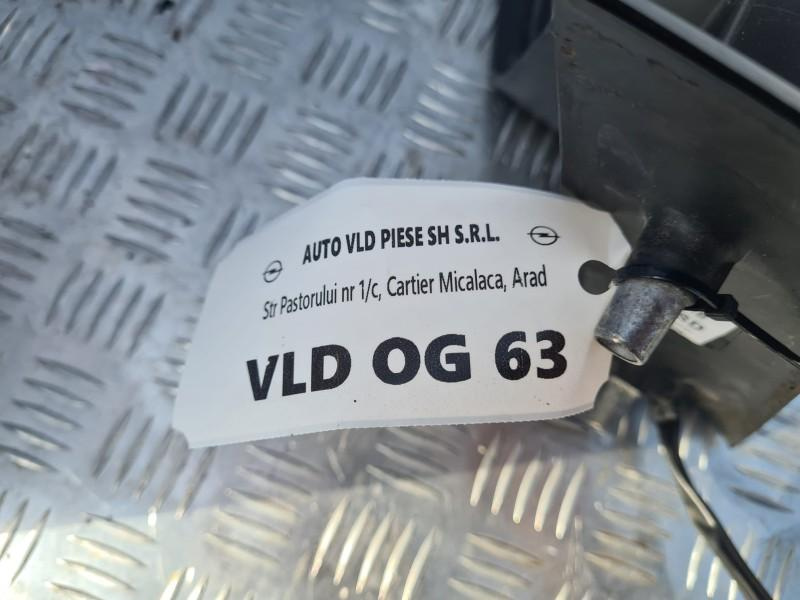 AUTO VLD PIESE SH S.R.L.
Str Pastorului nr 1/c, Cartier Micalaca, Arad
VLD OG 63